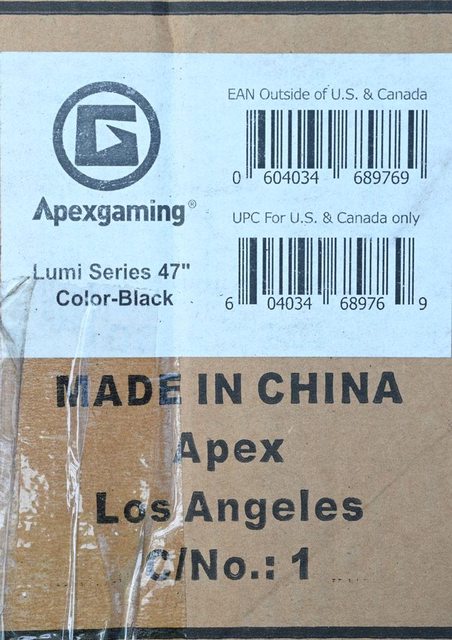 EAN Outside of U.S. & Canada
0 604034 689769
Apexgaming®
UPC For U.S. & Canada only
Lumi Series 47"
Color-Black
6 04034 68976 9
MADE IN CHINA
Apex
Los Angeles
C/No.: 1